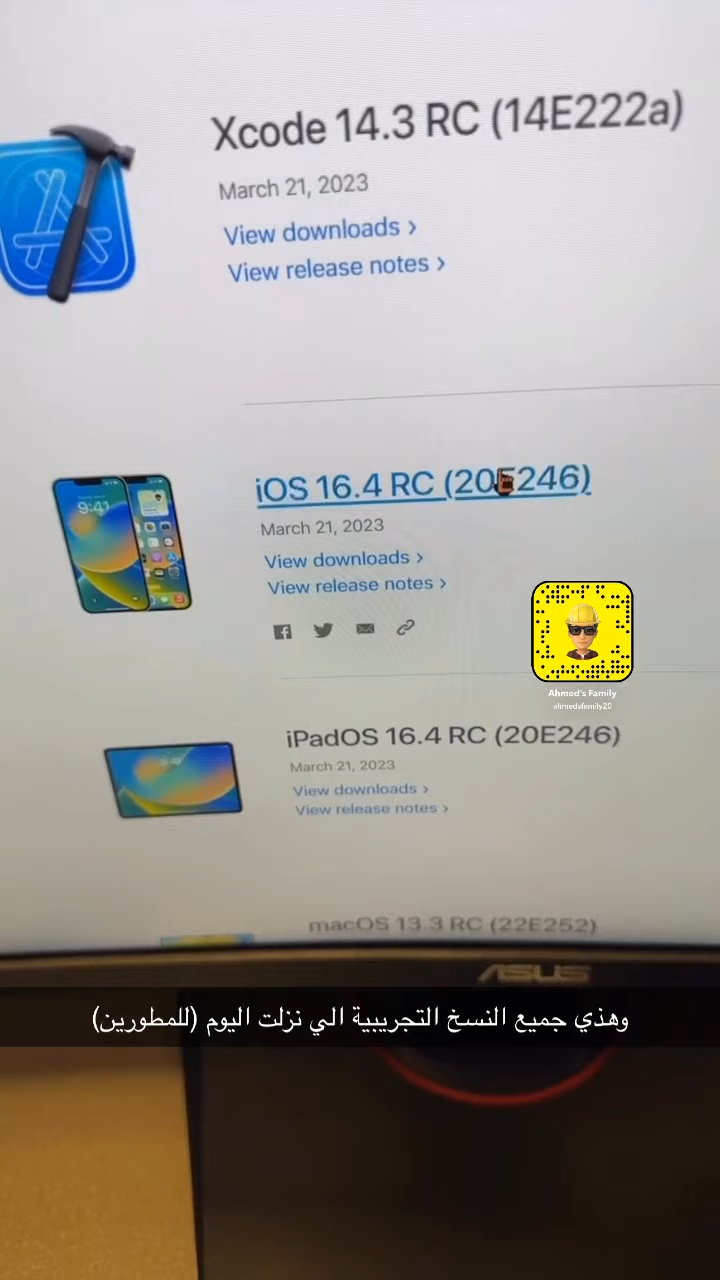 Xcode 14.3 RC (14E222a)
March 21, 2023
View downloads ›
View release notes ›
iOS 16.4 RC (20E246)
March 21, 2023
View downloads ›
View release notes ›
Ahmed's Family
ahmedsfamily20
iPadOS 16.4 RC (20E246)
March 21, 2023
View downloads ›
View release notes ›
macOS 13.3 RC (22E252)
ASUS
وهذي جميع النسخ التجريبية الي نزلت اليوم (للمطورين)